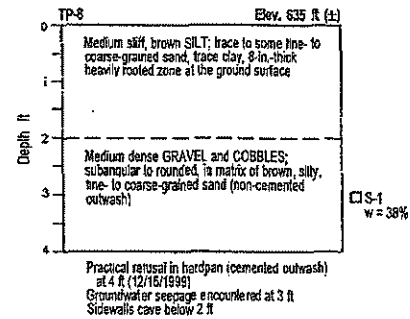 TP-8 Elev. 635 ft (±)
0
Medium stiff, brown SILT; trace to some fine- to
coarse-grained sand, trace clay, 8-in.-thick
heavily rooted zone at the ground surface
1
Depth ft
2
Medium dense GRAVEL and COBBLES;
subangular to rounded, in matrix of brown, silty,
fine- to coarse-grained sand (non-cemented
outwash)
3
S-1
w = 38%
4
Practical refusal in hardpan (cemented outwash)
at 4 ft (12/15/1999)
Groundwater seepage encountered at 3 ft
Sidewalls cave below 2 ft